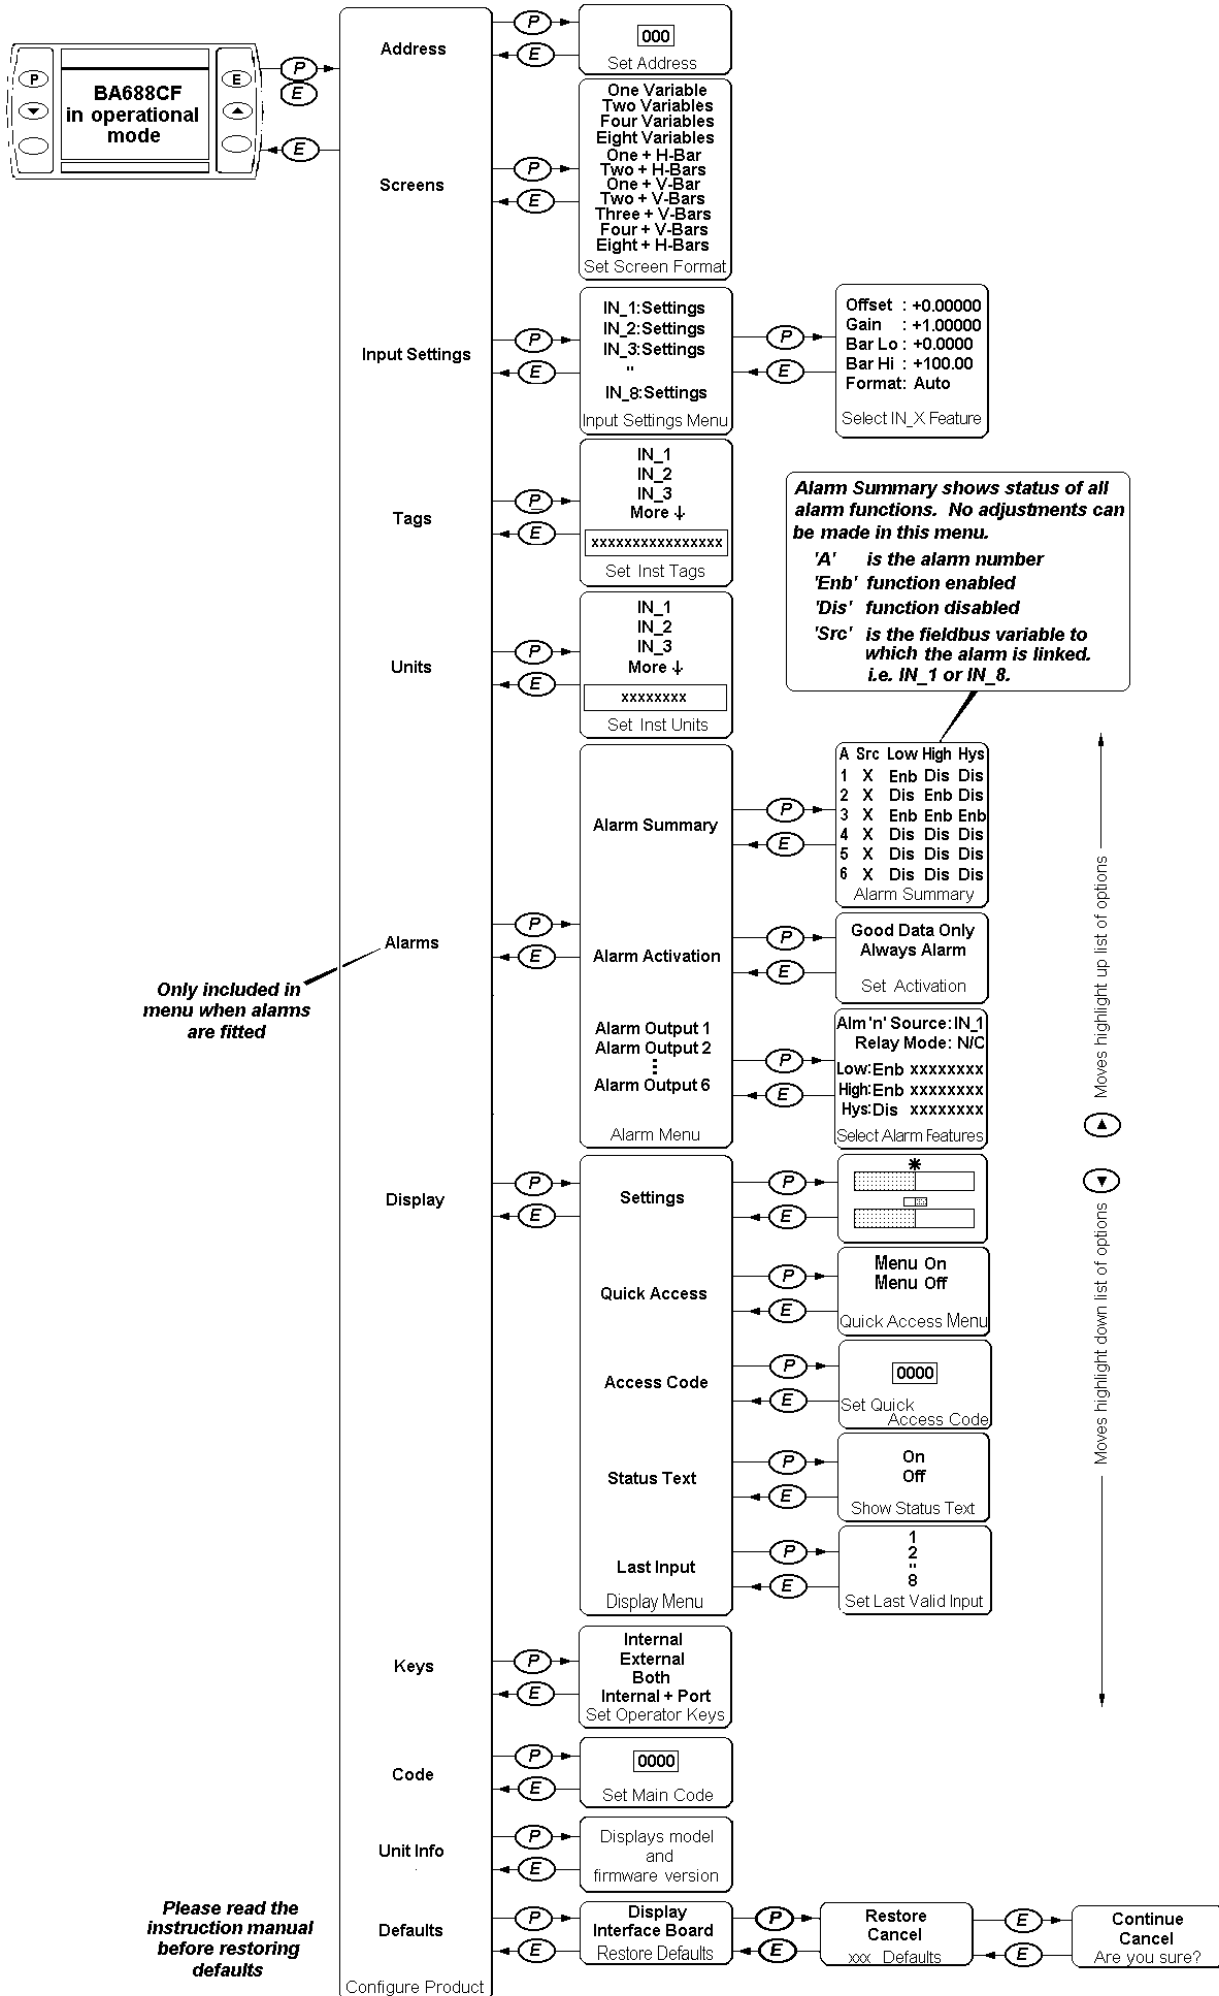 BA688CF
in operational
mode
P
E
P
E
E
Address
P
E
000
Set Address
Screens
P
E
One Variable
Two Variables
Four Variables
Eight Variables
One + H-Bar
Two + H-Bars
One + V-Bar
Two + V-Bars
Three + V-Bars
Four + V-Bars
Eight + H-Bars
Set Screen Format
Input Settings
P
E
IN_1:Settings
IN_2:Settings
IN_3:Settings
"
IN_8:Settings
Input Settings Menu
P
E
Offset : +0.00000
Gain : +1.00000
Bar Lo : +0.0000
Bar Hi : +100.00
Format: Auto
Select IN_X Feature
Tags
P
E
IN_1
IN_2
IN_3
More ↓
xxxxxxxxxxxxxxxx
Set Inst Tags
Units
P
E
IN_1
IN_2
IN_3
More ↓
xxxxxxxx
Set Inst Units
Alarm Summary shows status of all
alarm functions. No adjustments can
be made in this menu.
'A' is the alarm number
'Enb' function enabled
'Dis' function disabled
'Src' is the fieldbus variable to
which the alarm is linked.
i.e. IN_1 or IN_8.
Only included in
menu when alarms
are fitted
Alarms
P
E
Alarm Summary
P
E
A Src Low High Hys
1 X Enb Dis Dis
2 X Dis Enb Dis
3 X Enb Enb Enb
4 X Dis Dis Dis
5 X Dis Dis Dis
6 X Dis Dis Dis
Alarm Summary
Alarm Activation
P
E
Good Data Only
Always Alarm
Set Activation
Alarm Output 1
Alarm Output 2
Alarm Output 6
Alarm Menu
P
E
Alm 'n' Source: IN_1
Relay Mode: N/C
Low:Enb xxxxxxxx
High:Enb xxxxxxxx
Hys:Dis xxxxxxxx
Select Alarm Features
Moves highlight up list of options
Moves highlight down list of options
Display
P
E
Settings
P
E
Quick Access
P
E
Menu On
Menu Off
Quick Access Menu
Access Code
P
E
0000
Set Quick
Access Code
Status Text
P
E
On
Off
Show Status Text
Last Input
Display Menu
P
E
1
2
"
8
Set Last Valid Input
Keys
P
E
Internal
External
Both
Internal + Port
Set Operator Keys
Code
P
E
0000
Set Main Code
Unit Info
P
E
Displays model
and
firmware version
Please read the
instruction manual
before restoring
defaults
Defaults
P
E
Display
Interface Board
Restore Defaults
P
E
Restore
Cancel
xxx Defaults
E
E
Continue
Cancel
Are you sure?
Configure Product